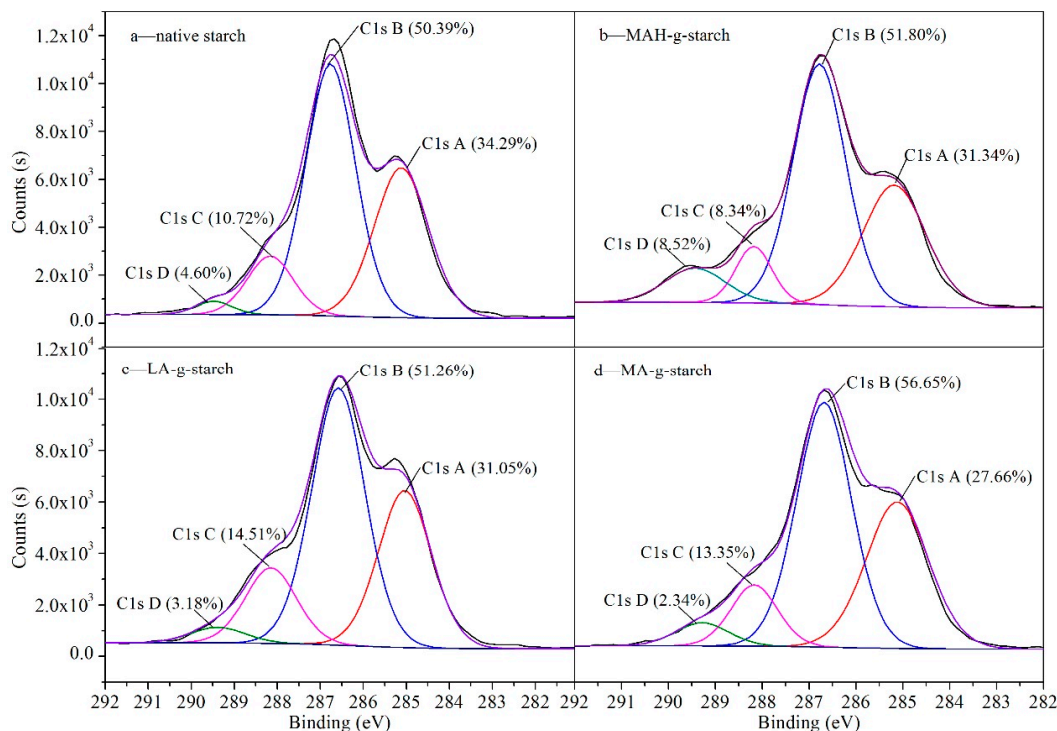 1.2x10⁴
1.0x10⁴
8.0x10³
6.0x10³
4.0x10³
2.0x10³
0.0
Counts (s)
a—native starch
C1s B (50.39%)
C1s A (34.29%)
C1s C (10.72%)
C1s D (4.60%)
b—MAH-g-starch
C1s B (51.80%)
C1s A (31.34%)
C1s C (8.34%)
C1s D (8.52%)
1.2x10⁴
1.0x10⁴
8.0x10³
6.0x10³
4.0x10³
2.0x10³
0.0
Counts (s)
c—LA-g-starch
C1s B (51.26%)
C1s A (31.05%)
C1s C (14.51%)
C1s D (3.18%)
d—MA-g-starch
C1s B (56.65%)
C1s A (27.66%)
C1s C (13.35%)
C1s D (2.34%)
292 291 290 289 288 287 286 285 284 283 292 291 290 289 288 287 286 285 284 283 282
Binding (eV) Binding (eV)